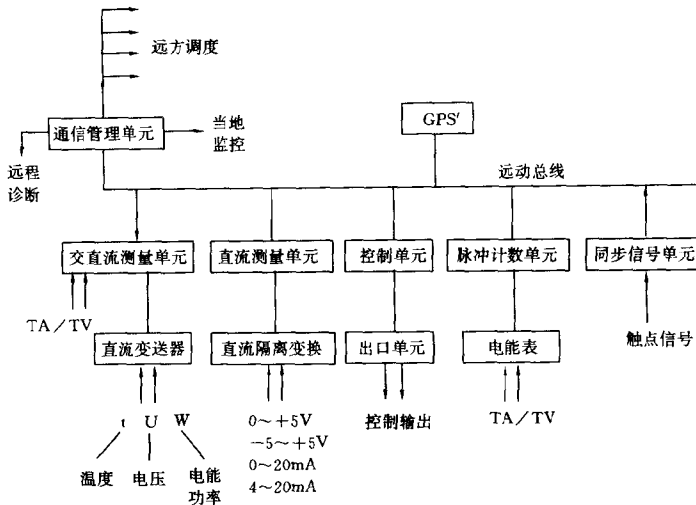 远方调度
GPS'
通信管理单元
当地
监控
远程
诊断
远动总线
交直流测量单元
直流测量单元
控制单元
脉冲计数单元
同步信号单元
TA/TV
直流变送器
直流隔离变换
出口单元
电能表
触点信号
t U W
0~+5V
-5~+5V
0~20mA
4~20mA
控制输出
TA/TV
温度
电压
电能
功率